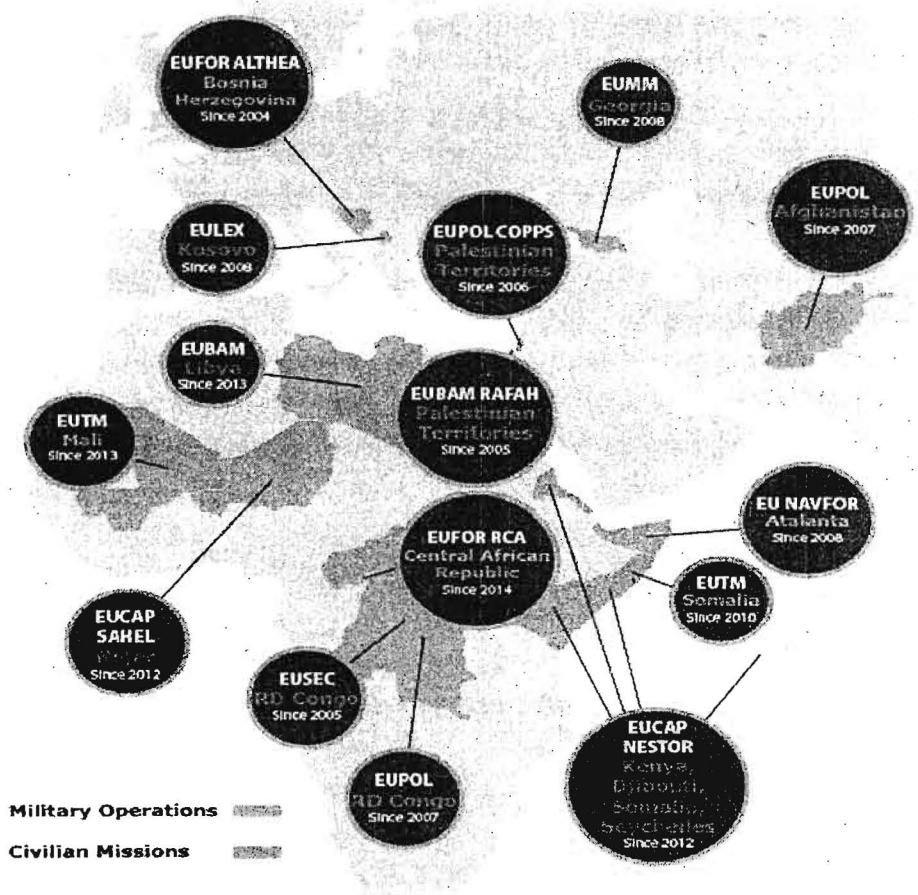 EUFOR ALTHEA
Bosnia
Herzegovina
Since 2004
EUMM
Georgia
Since 2008
EUPOL
Afghanistan
Since 2007
EULEX
Kosovo
Since 2008
EUPOL COPPS
Palestinian
Territories
Since 2006
EUBAM
Libya
Since 2013
EUBAM RAFAH
Palestinian
Territories
Since 2005
EUTM
Mali
Since 2013
EU NAVFOR
Atalanta
Since 2008
EUFOR RCA
Central African
Republic
Since 2014
EUTM
Somalia
Since 2010
EUCAP
SAHEL
Niger
Since 2012
EUSEC
RD Congo
Since 2005
EUCAP
NESTOR
Kenya,
Djibouti,
Somalia,
Seychelles
Since 2012
EUPOL
RD Congo
Since 2007
Military Operations
Civilian Missions